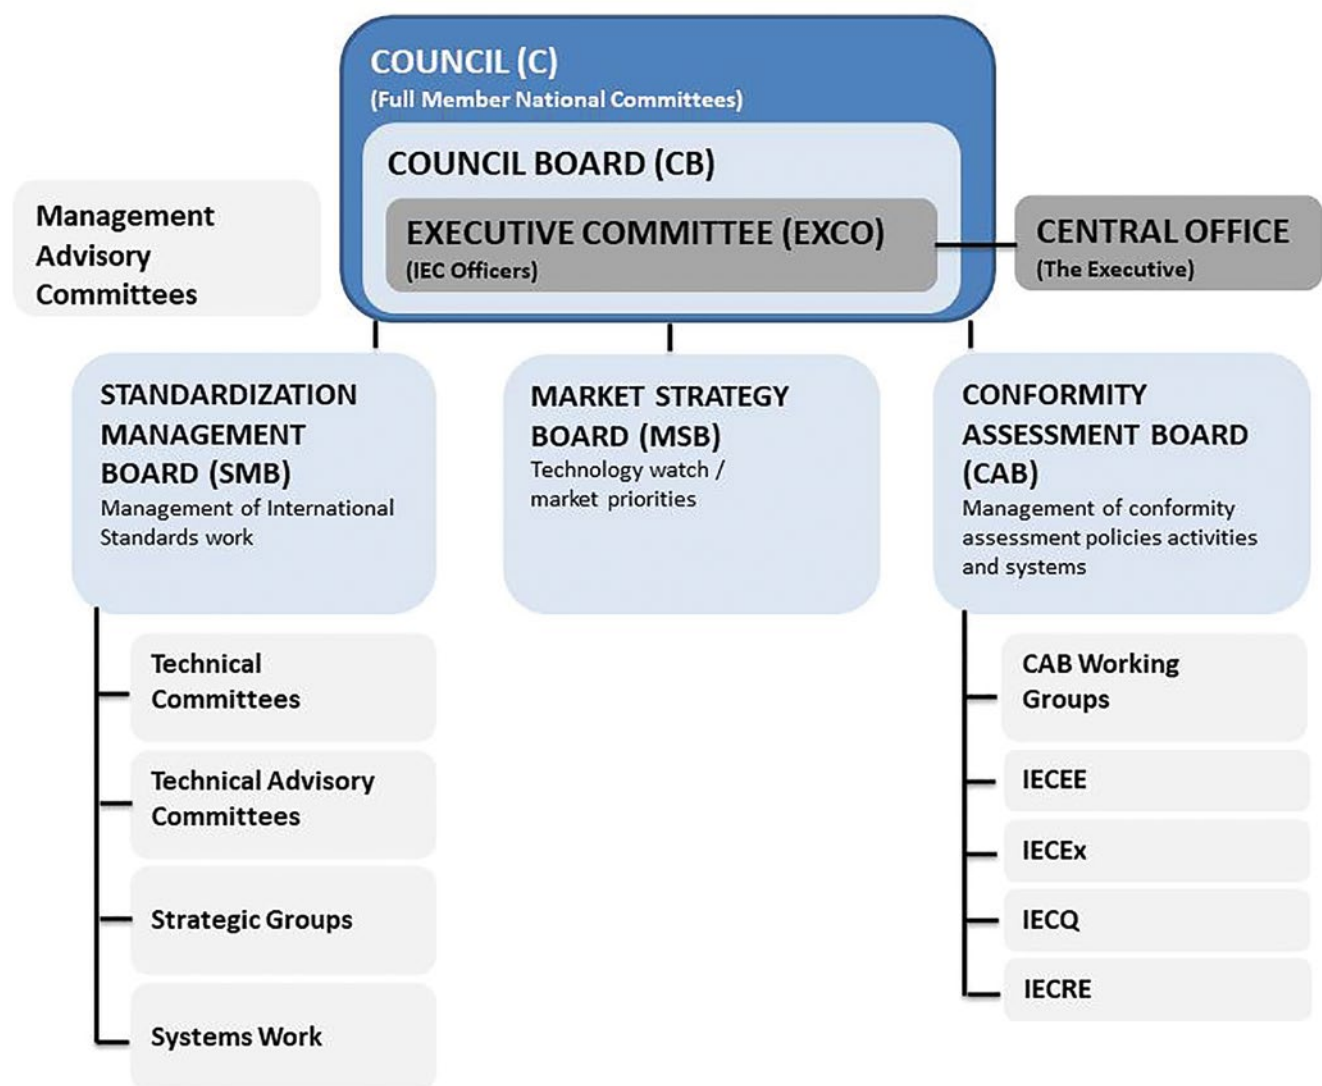 COUNCIL (C)
(Full Member National Committees)
COUNCIL BOARD (CB)
EXECUTIVE COMMITTEE (EXCO)
(IEC Officers)
Management
Advisory
Committees
CENTRAL OFFICE
(The Executive)
STANDARDIZATION
MANAGEMENT
BOARD (SMB)
Management of International
Standards work
MARKET STRATEGY
BOARD (MSB)
Technology watch /
market priorities
CONFORMITY
ASSESSMENT BOARD
(CAB)
Management of conformity
assessment policies activities
and systems
Technical
Committees
Technical Advisory
Committees
Strategic Groups
Systems Work
CAB Working
Groups
IECEE
IECEx
IECQ
IECRE